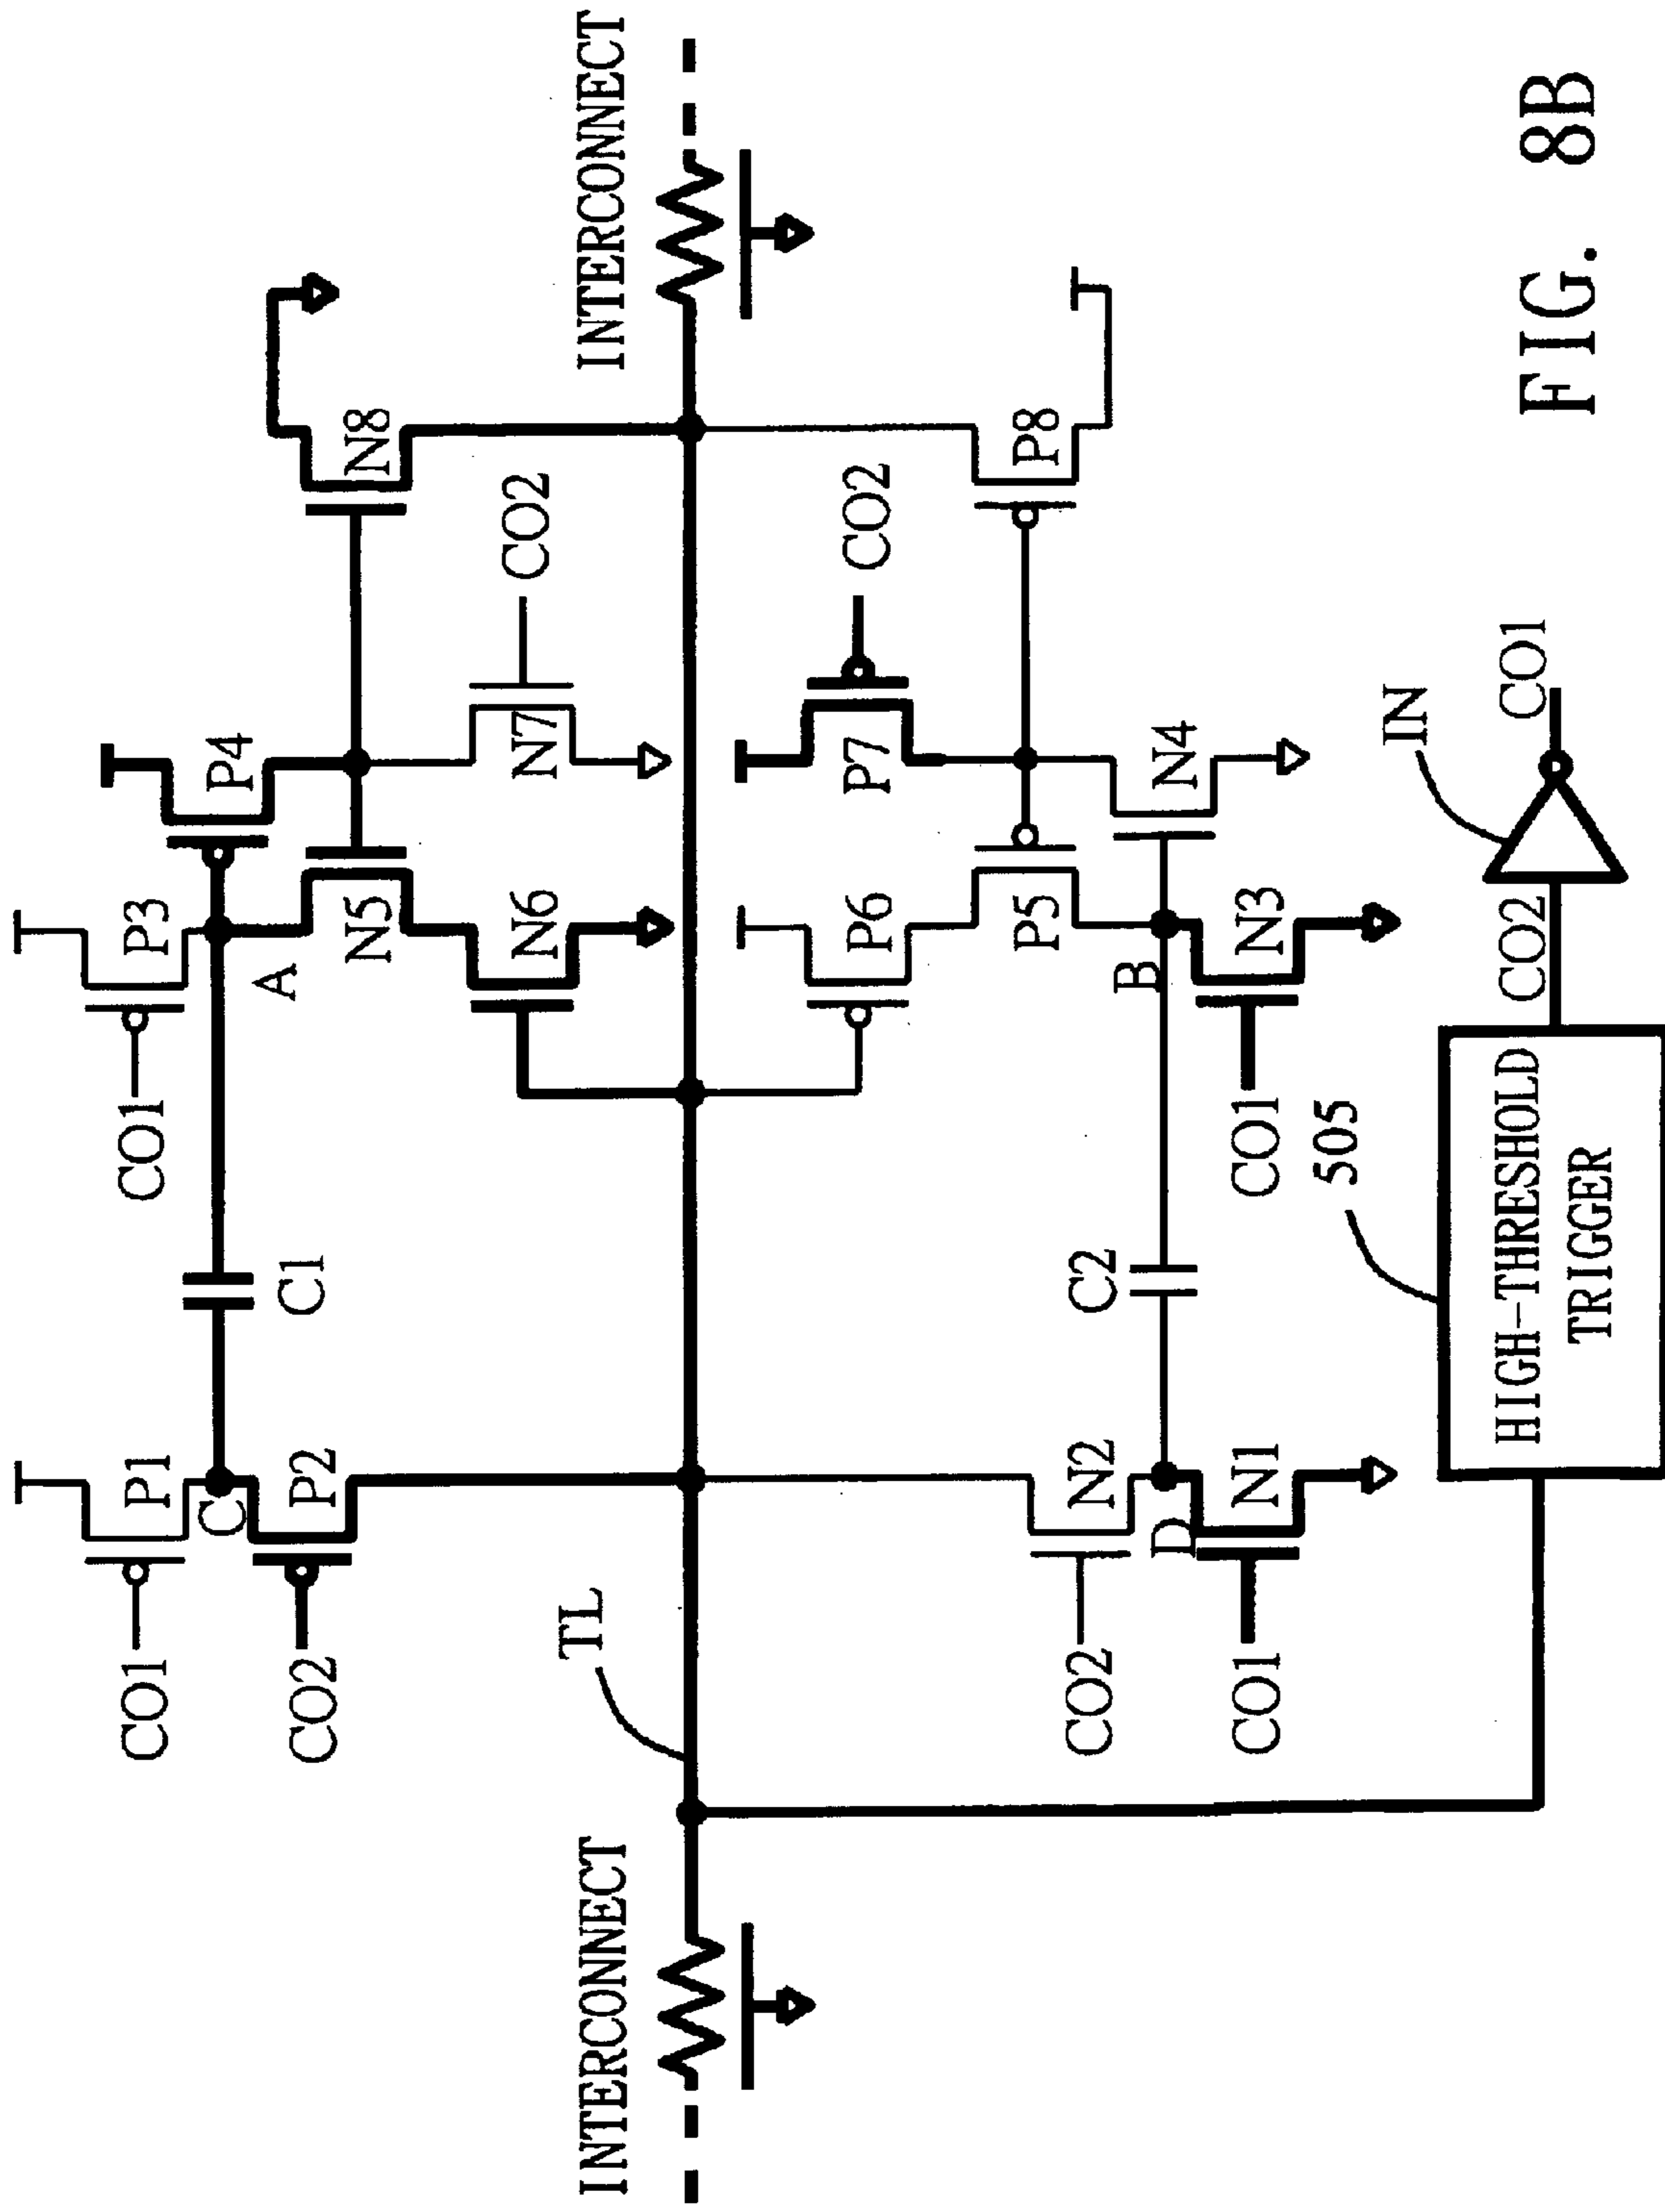 INTERCONNECT
INTERCONNECT
TL
CO1
CO2
P1
C
P2
C1
CO1
P3
A
P4
N5
N6
N7
N8
CO2
CO2
N2
D
N1
CO1
C2
P6
P5
P7
CO2
P8
B
N4
N3
CO1
505
HIGH-THRESHOLD
TRIGGER
CO2
IN
CO1
FIG. 8B